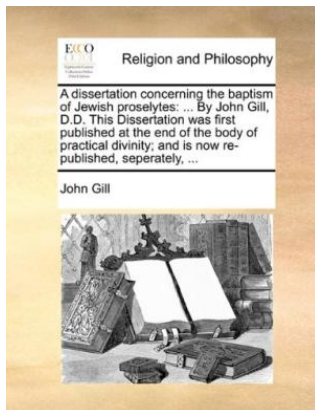 ECCO
Religion and Philosophy
A dissertation concerning the baptism
of Jewish proselytes: ... By John Gill,
D.D. This Dissertation was first
published at the end of the body of
practical divinity; and is now re-
published, seperately, ...
John Gill